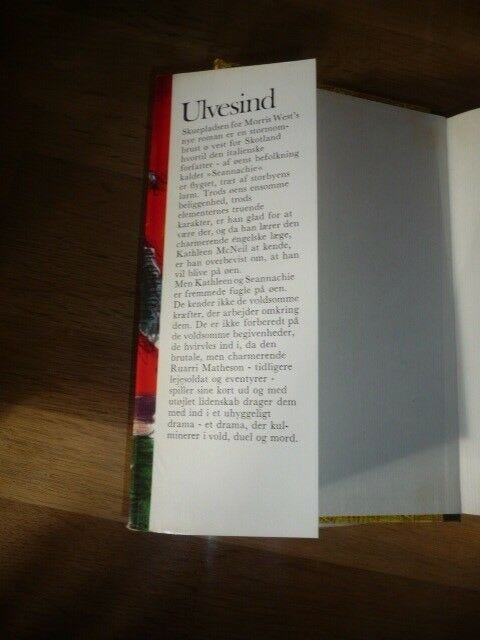 Ulvesind
Skuepladsen for Morris West's
nye roman er en stormom-
brust ø vest for Skotland
hvortil den italienske
forfatter - af øens befolkning
kaldet »Seannachie«
er flygtet, træt af storbyens
larm. Trods øens ensomme
beliggenhed, trods
elementernes truende
karakter, er han glad for at
være der, og da han lærer den
charmerende engelske læge,
Kathleen McNeil at kende,
er han overbevist om, at han
vil blive på øen.
Men Kathleen og Seannachie
er fremmede fugle på øen.
De kender ikke de voldsomme
kræfter, der arbejder omkring
dem. De er ikke forberedt på
de voldsomme begivenheder,
de hvirvles ind i, da den
brutale, men charmerende
Ruarri Matheson - tidligere
lejesoldat og eventyrer -
spiller sine kort ud og med
utøjlet lidenskab drager dem
med ind i et uhyggeligt
drama - et drama, der kul-
minerer i vold, duel og mord.